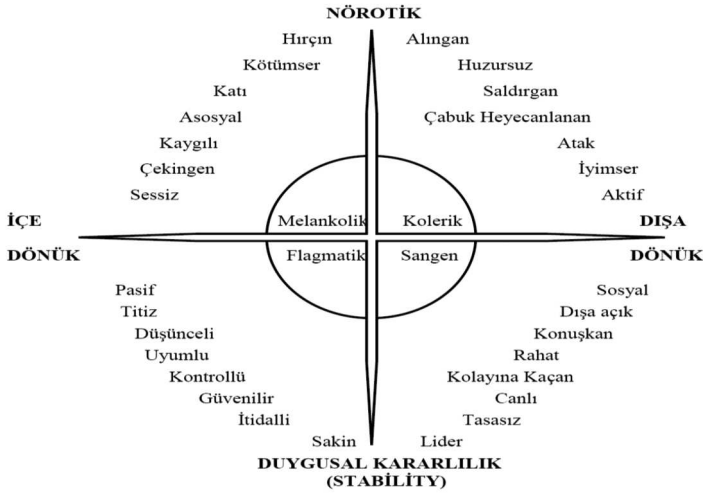 NÖROTİK
Hırçın Alıngan
Kötümser Huzursuz
Katı Saldırgan
Asosyal Çabuk Heyecanlanan
Kaygılı Atak
Çekingen İyimser
Sessiz Aktif
İÇE Melankolik Kolerik DIŞA
DÖNÜK Flagmatik Sangen DÖNÜK
Pasif Sosyal
Titiz Dışa açık
Düşünceli Konuşkan
Uyumlu Rahat
Kontrollü Kolayına Kaçan
Güvenilir Canlı
İtidalli Tasasız
Sakin Lider
DUYGUSAL KARARLILIK
(STABİLİTY)